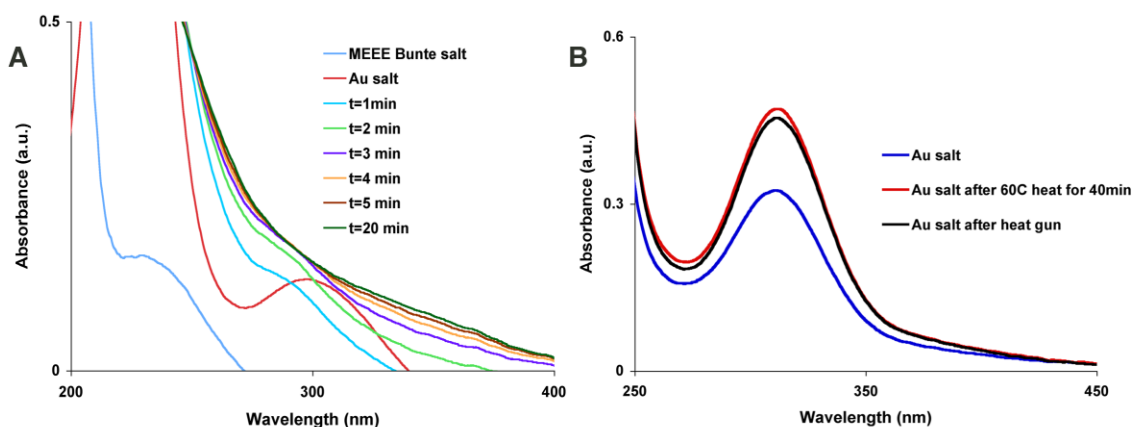 A
0.5
MEEE Bunte salt
Au salt
t=1min
t=2 min
t=3 min
t=4 min
t=5 min
t=20 min
Absorbance (a.u.)
0
200
300
400
Wavelength (nm)
B
0.6
Au salt
Au salt after 60C heat for 40min
Au salt after heat gun
Absorbance (a.u.)
0.3
0
250
350
450
Wavelength (nm)